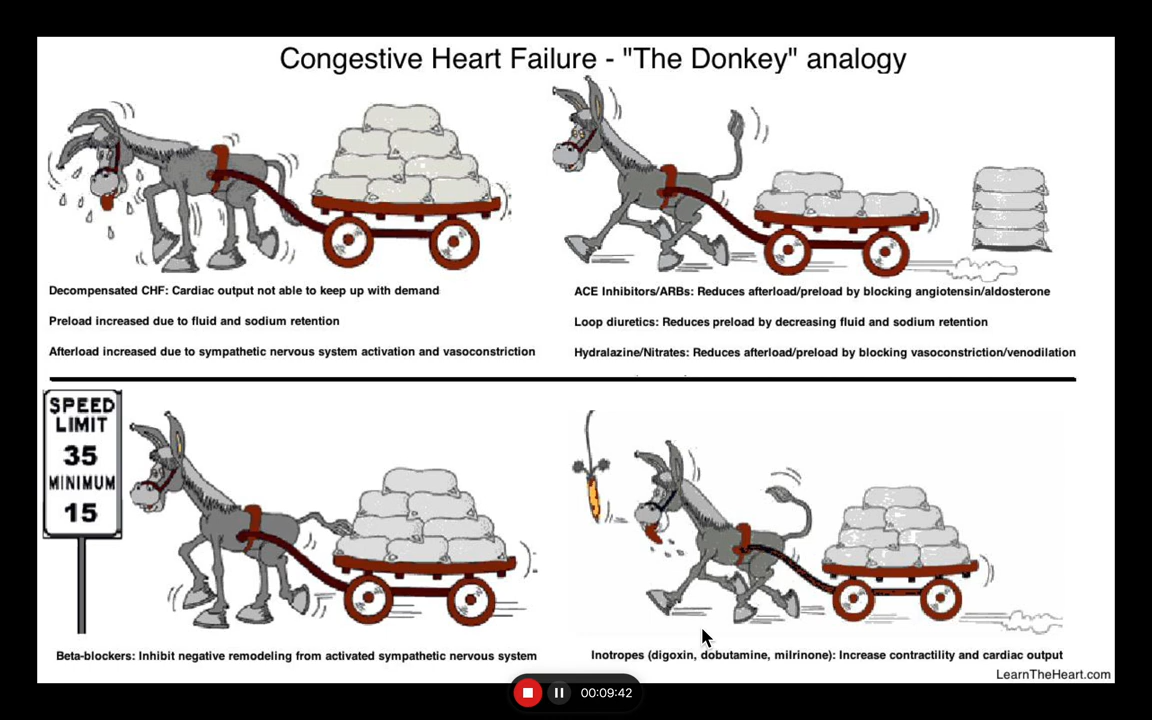 Congestive Heart Failure - "The Donkey" analogy
Decompensated CHF: Cardiac output not able to keep up with demand
Preload increased due to fluid and sodium retention
Afterload increased due to sympathetic nervous system activation and vasoconstriction
ACE Inhibitors/ARBs: Reduces afterload/preload by blocking angiotensin/aldosterone
Loop diuretics: Reduces preload by decreasing fluid and sodium retention
Hydralazine/Nitrates: Reduces afterload/preload by blocking vasoconstriction/venodilation
SPEED
LIMIT
35
MINIMUM
15
Beta-blockers: Inhibit negative remodeling from activated sympathetic nervous system
Inotropes (digoxin, dobutamine, milrinone): Increase contractility and cardiac output
LearnTheHeart.com
00:09:42